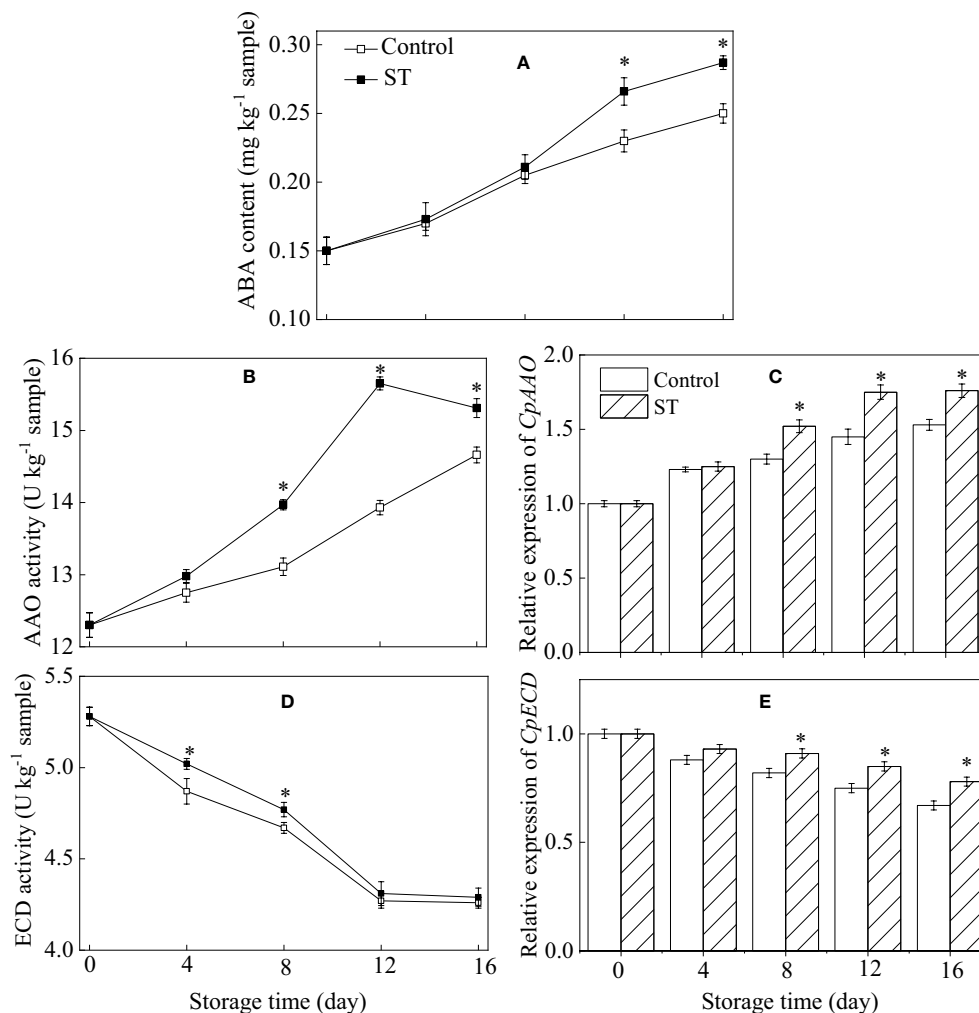 ABA content (mg kg⁻¹ sample)
0.30
0.25
0.20
0.15
0.10
Control
ST
A
*
*
AAO activity (U kg⁻¹ sample)
16
15
14
13
12
B
*
*
*
Relative expression of CpAAO
2.0
1.5
1.0
0.5
0.0
Control
ST
C
*
*
*
ECD activity (U kg⁻¹ sample)
5.5
5.0
4.5
4.0
D
*
*
0 4 8 12 16
Storage time (day)
Relative expression of CpECD
1.0
0.5
0.0
E
*
*
*
0 4 8 12 16
Storage time (day)